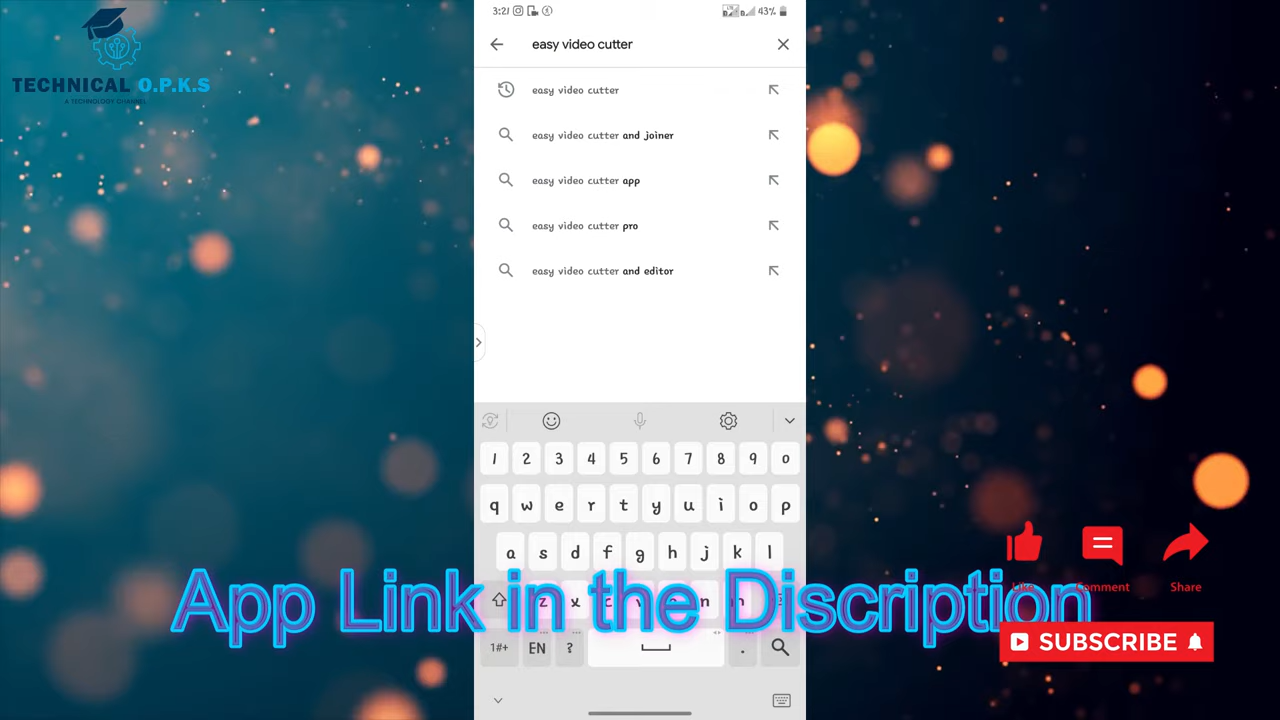 TECHNICAL O.P.K.S
A TECHNOLOGY CHANNEL
3:21
43%
easy video cutter
easy video cutter
easy video cutter and joiner
easy video cutter app
easy video cutter pro
easy video cutter and editor
1 2 3 4 5 6 7 8 9 0
q w e r t y u i o p
a s d f g h j k l
z x c v n m
App Link in the Discription
1#+ EN ? .
Like Comment Share
SUBSCRIBE